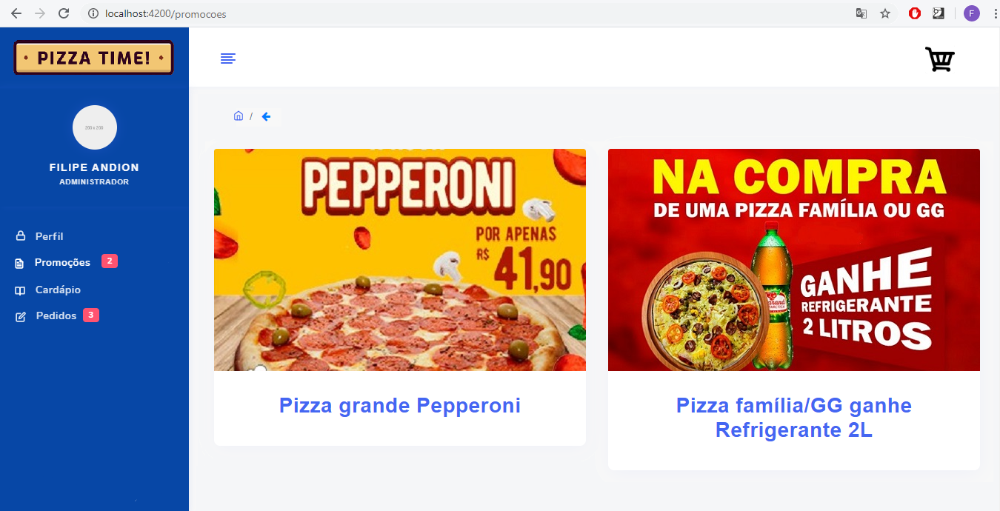 localhost:4200/promocoes
F
PIZZA TIME!
/
200 x 200
FILIPE ANDION
ADMINISTRADOR
Perfil
Promoções 2
Cardápio
Pedidos 3
PEPPERONI
POR APENAS
R$ 41,90
Pizza grande Pepperoni
NA COMPRA
DE UMA PIZZA FAMÍLIA OU GG
GANHE
REFRIGERANTE
2 LITROS
Pizza família/GG ganhe
Refrigerante 2L